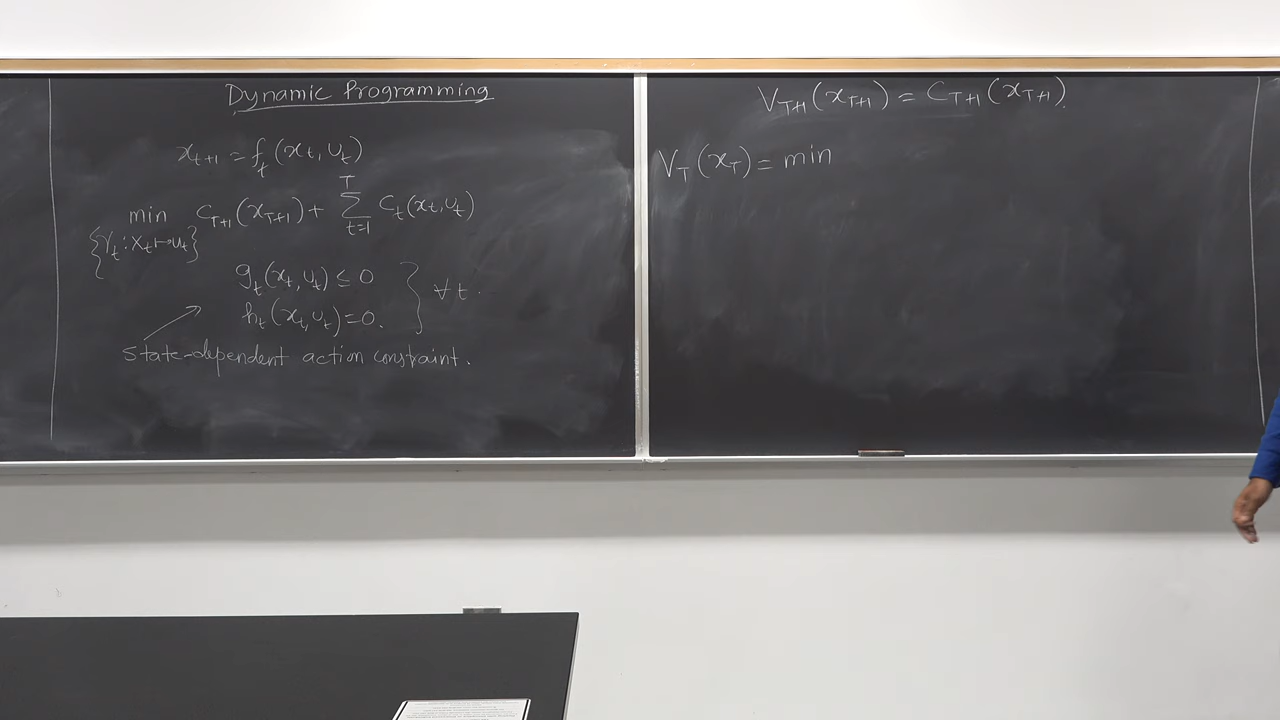 Dynamic Programming
x_{t+1} = f_t(x_t, u_t)
min C_{T+1}(x_{T+1}) + \sum_{t=1}^{T} C_t(x_t, u_t)
{γ_t : X_t ↦ U_t}
g_t(x_t, u_t) ≤ 0
h_t(x_t, u_t) = 0. } ∀ t.
state-dependent action constraint.
V_{T+1}(x_{T+1}) = C_{T+1}(x_{T+1}).
V_T(x_T) = min